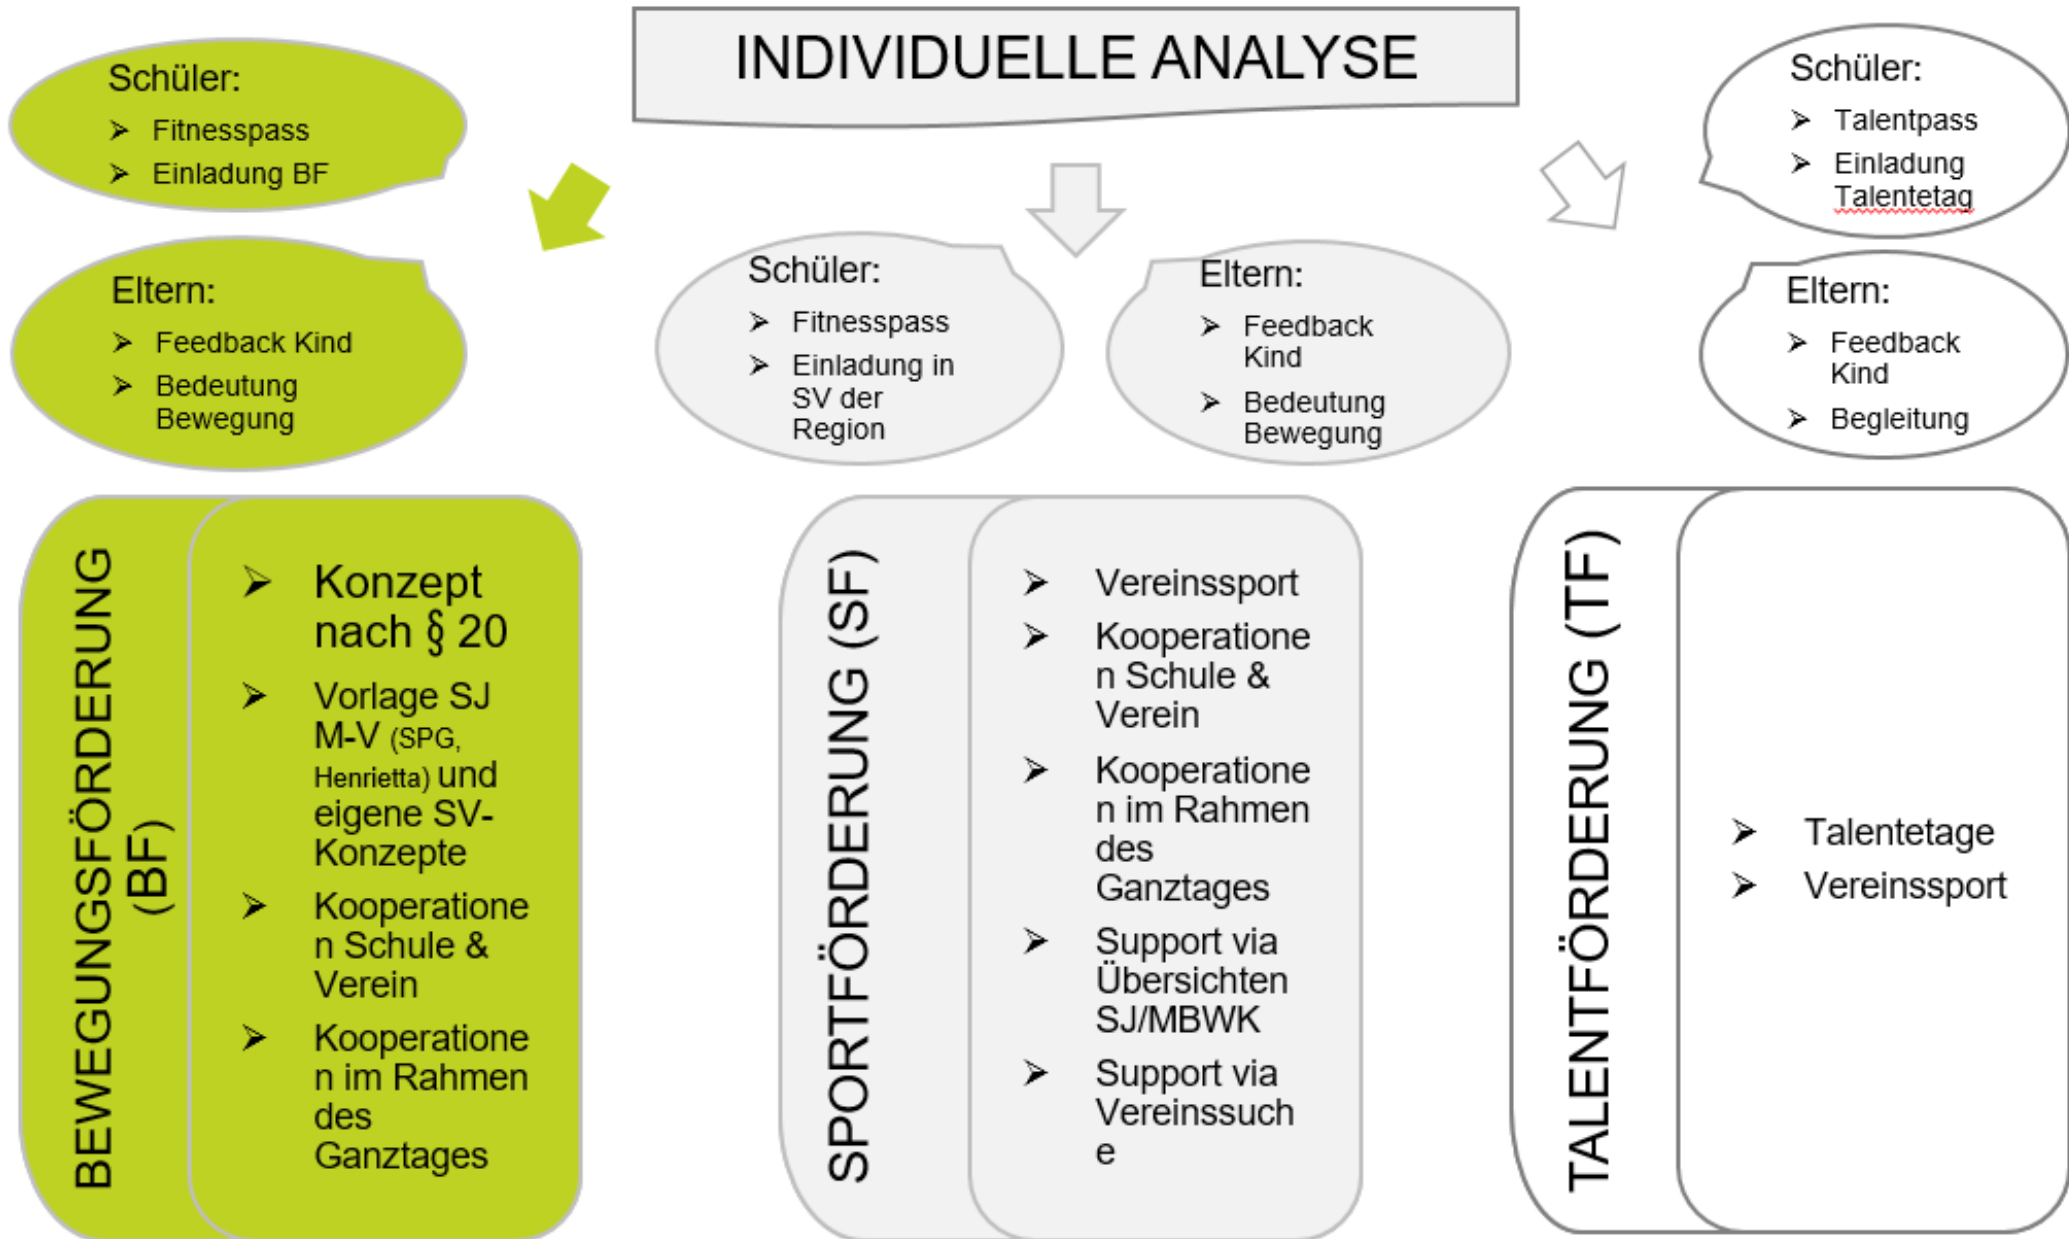 INDIVIDUELLE ANALYSE
Schüler:
➢ Fitnesspass
➢ Einladung BF
Eltern:
➢ Feedback Kind
➢ Bedeutung
Bewegung
Schüler:
➢ Fitnesspass
➢ Einladung in
SV der
Region
Eltern:
➢ Feedback
Kind
➢ Bedeutung
Bewegung
Schüler:
➢ Talentpass
➢ Einladung
Talentetag
Eltern:
➢ Feedback
Kind
➢ Begleitung
BEWEGUNGSFÖRDERUNG
(BF)
➢ Konzept
nach § 20
➢ Vorlage SJ
M-V (SPG,
Henrietta) und
eigene SV-
Konzepte
➢ Kooperatione
n Schule &
Verein
➢ Kooperatione
n im Rahmen
des
Ganztages
SPORTFÖRDERUNG (SF)
➢ Vereinssport
➢ Kooperatione
n Schule &
Verein
➢ Kooperatione
n im Rahmen
des
Ganztages
➢ Support via
Übersichten
SJ/MBWK
➢ Support via
Vereinssuch
e
TALENTFÖRDERUNG (TF)
➢ Talentetage
➢ Vereinssport